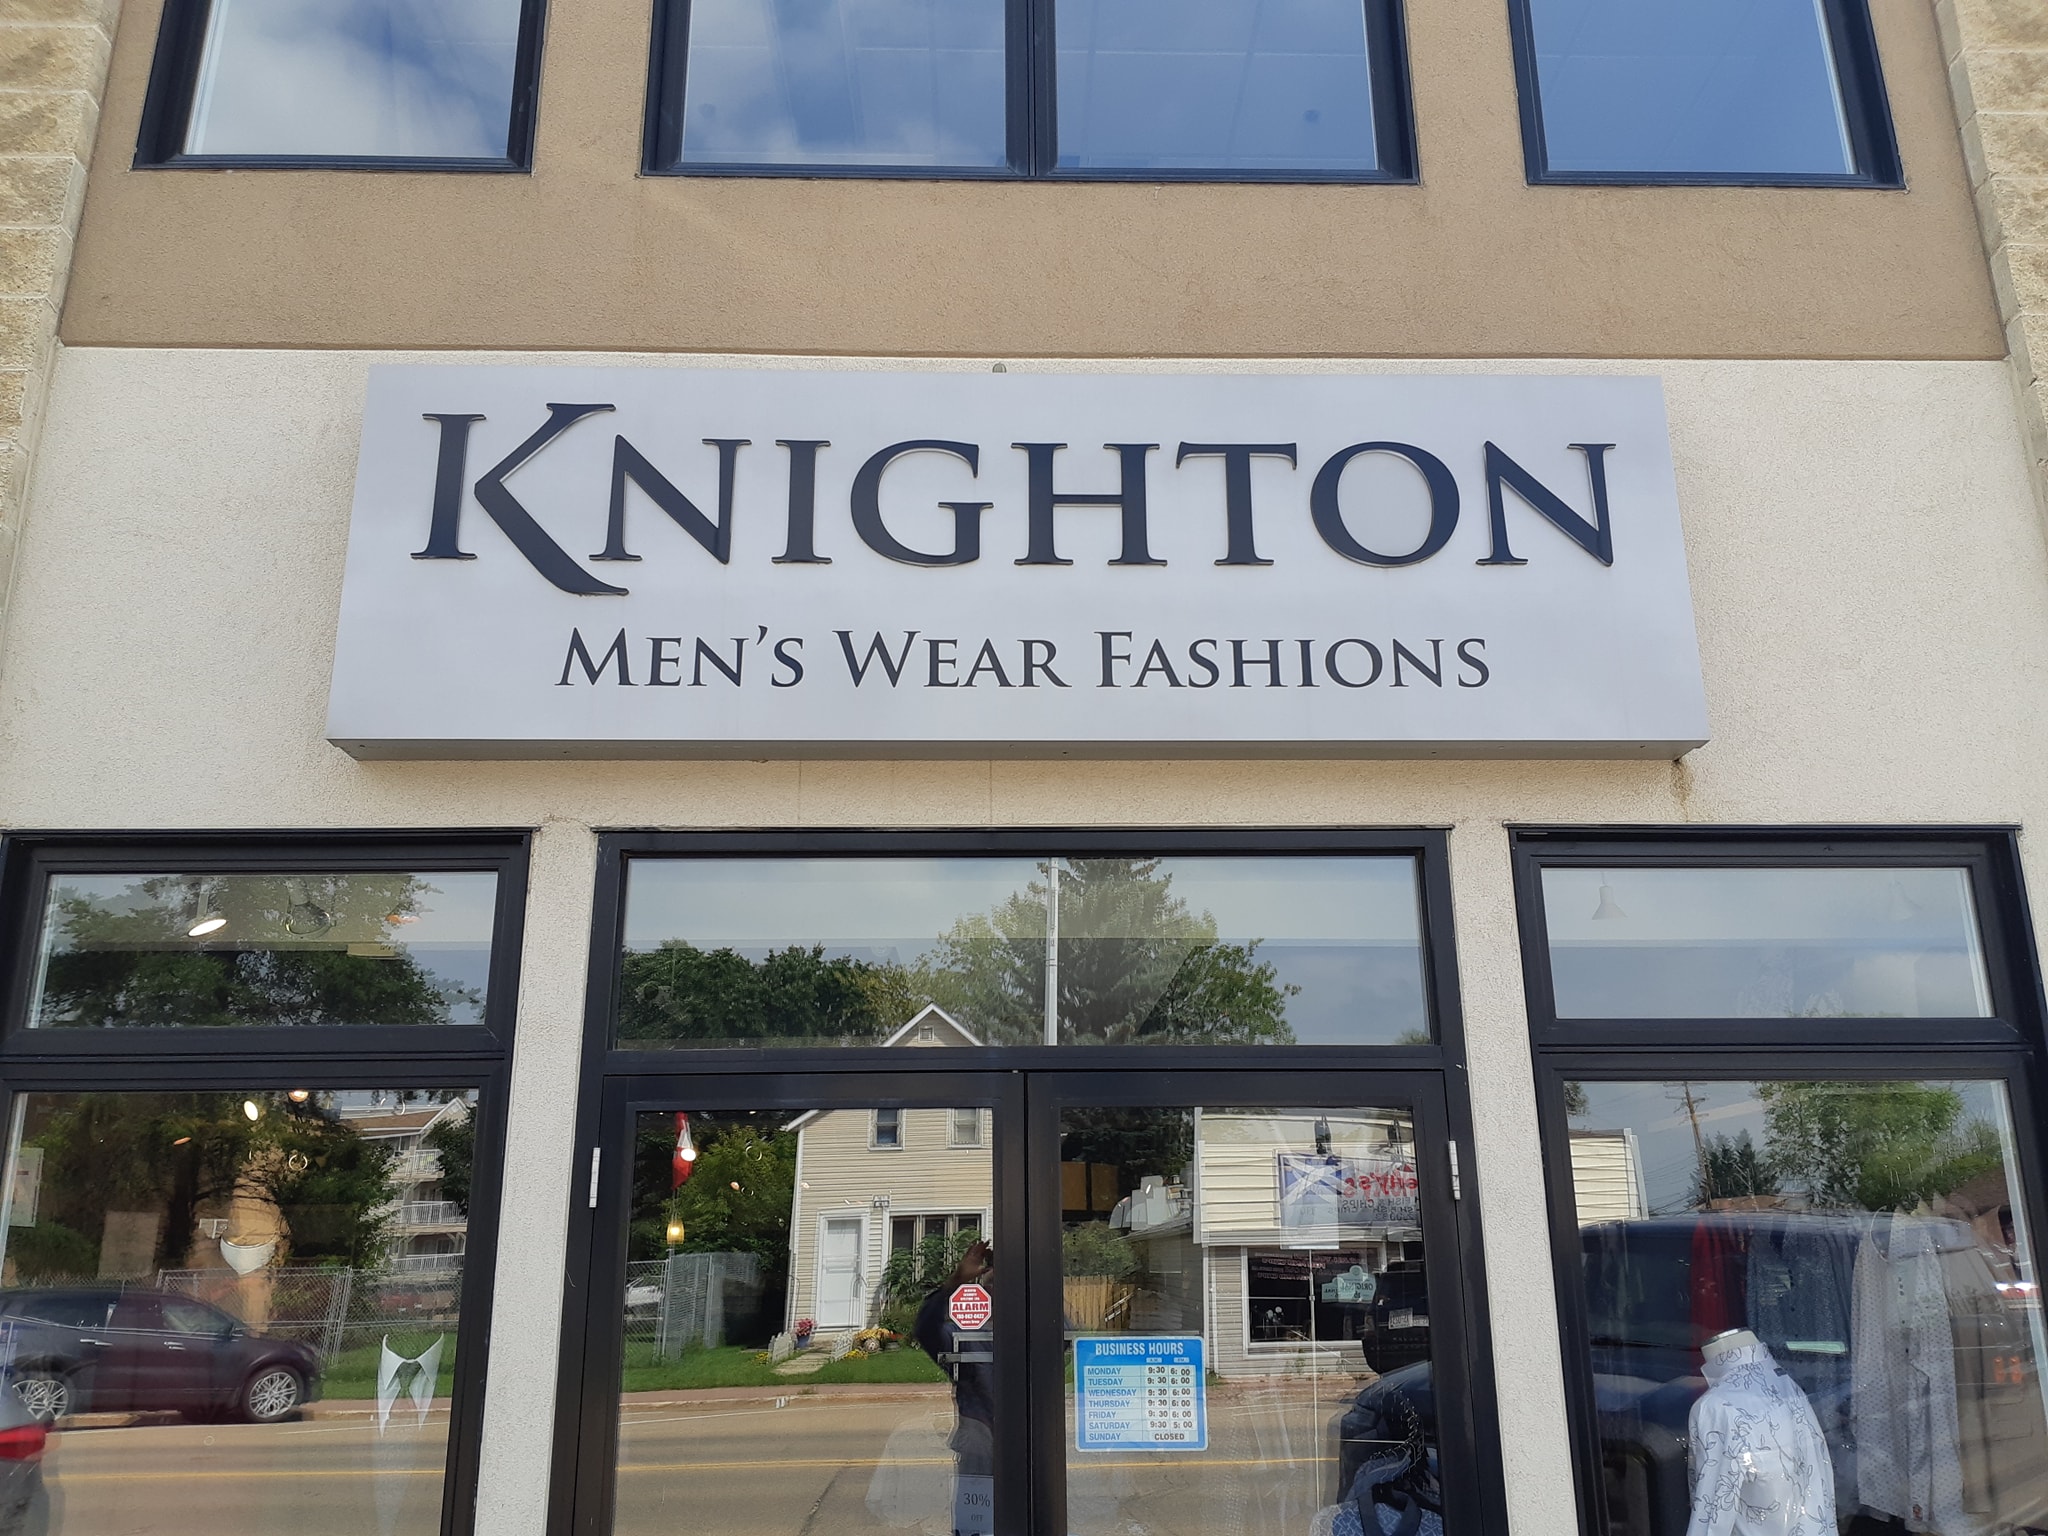 KNIGHTON
MEN'S WEAR FASHIONS
ALARM
BUSINESS HOURS
A.M. P.M.
MONDAY 9:30 6:00
TUESDAY 9:30 6:00
WEDNESDAY 9:30 6:00
THURSDAY 9:30 6:00
FRIDAY 9:30 6:00
SATURDAY 9:30 5:00
SUNDAY CLOSED
30%
OFF